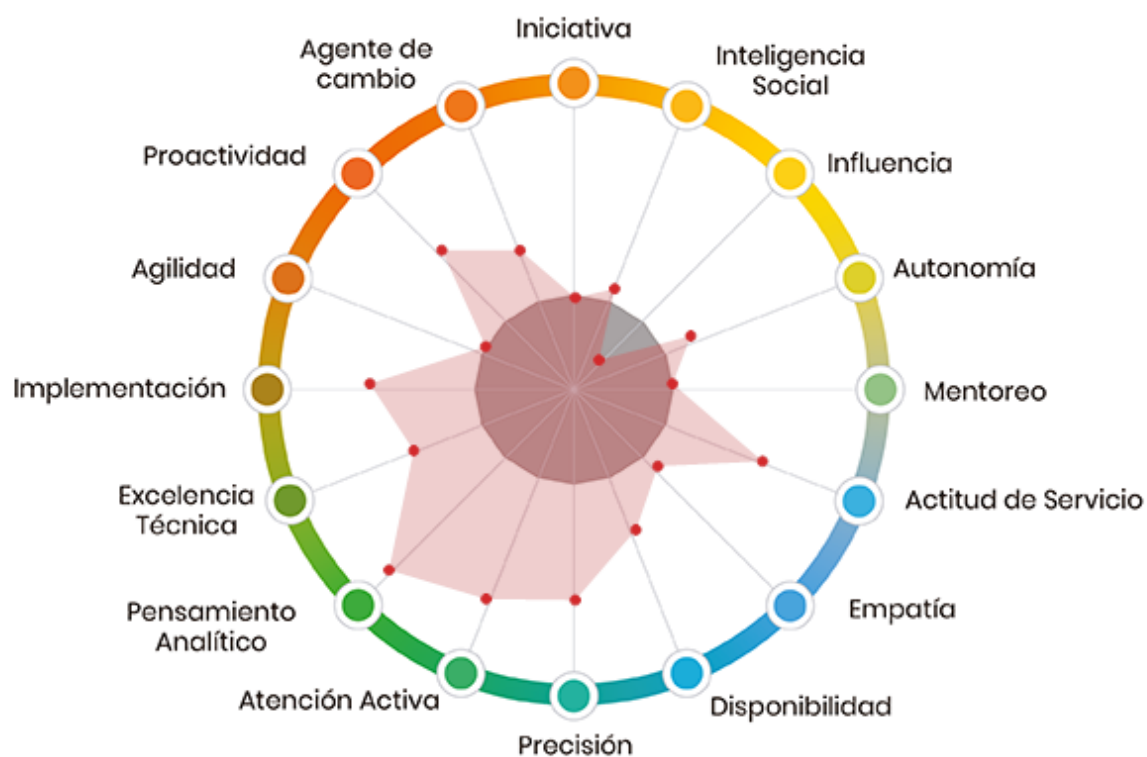 Iniciativa
Inteligencia
Social
Influencia
Autonomía
Mentoreo
Actitud de Servicio
Empatía
Disponibilidad
Precisión
Atención Activa
Pensamiento
Analítico
Excelencia
Técnica
Implementación
Agilidad
Proactividad
Agente de
cambio